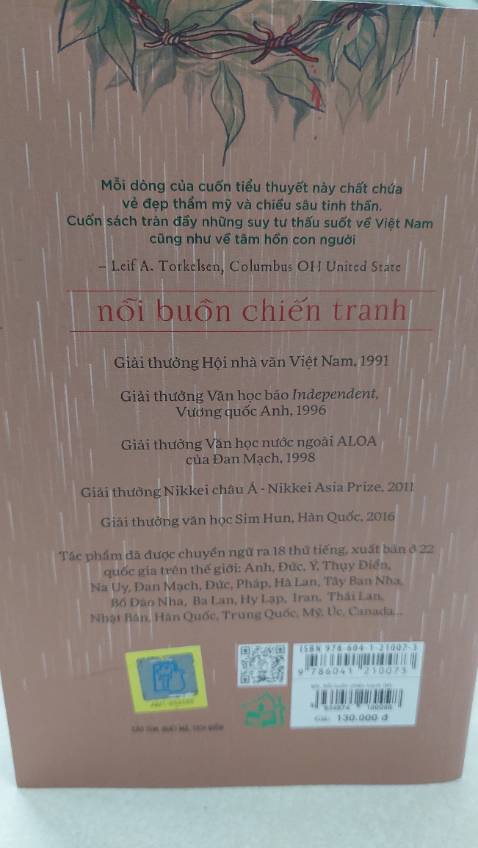 Mỗi dòng của cuốn tiểu thuyết này chất chứa
vẻ đẹp thẩm mỹ và chiều sâu tinh thần.
Cuốn sách tràn đầy những suy tư thấu suốt về Việt Nam
cũng như về tâm hồn con người
– Leif A. Torkelsen, Columbus OH United State
nỗi buồn chiến tranh
Giải thưởng Hội nhà văn Việt Nam, 1991
Giải thưởng Văn học báo Independent,
Vương quốc Anh, 1996
Giải thưởng Văn học nước ngoài ALOA
của Đan Mạch, 1998
Giải thưởng Nikkei châu Á - Nikkei Asia Prize, 2011
Giải thưởng văn học Sim Hun, Hàn Quốc, 2016
Tác phẩm đã được chuyển ngữ ra 18 thứ tiếng, xuất bản ở 22
quốc gia trên thế giới: Anh, Đức, Ý, Thụy Điển,
Na Uy, Đan Mạch, Đức, Pháp, Hà Lan, Tây Ban Nha,
Bồ Đào Nha, Ba Lan, Hy Lạp, Iran, Thái Lan,
Nhật Bản, Hàn Quốc, Trung Quốc, Mỹ, Úc, Canada...
ISBN 978-604-1-21007-3
9 786041 210073
Giá: 130.000 đ